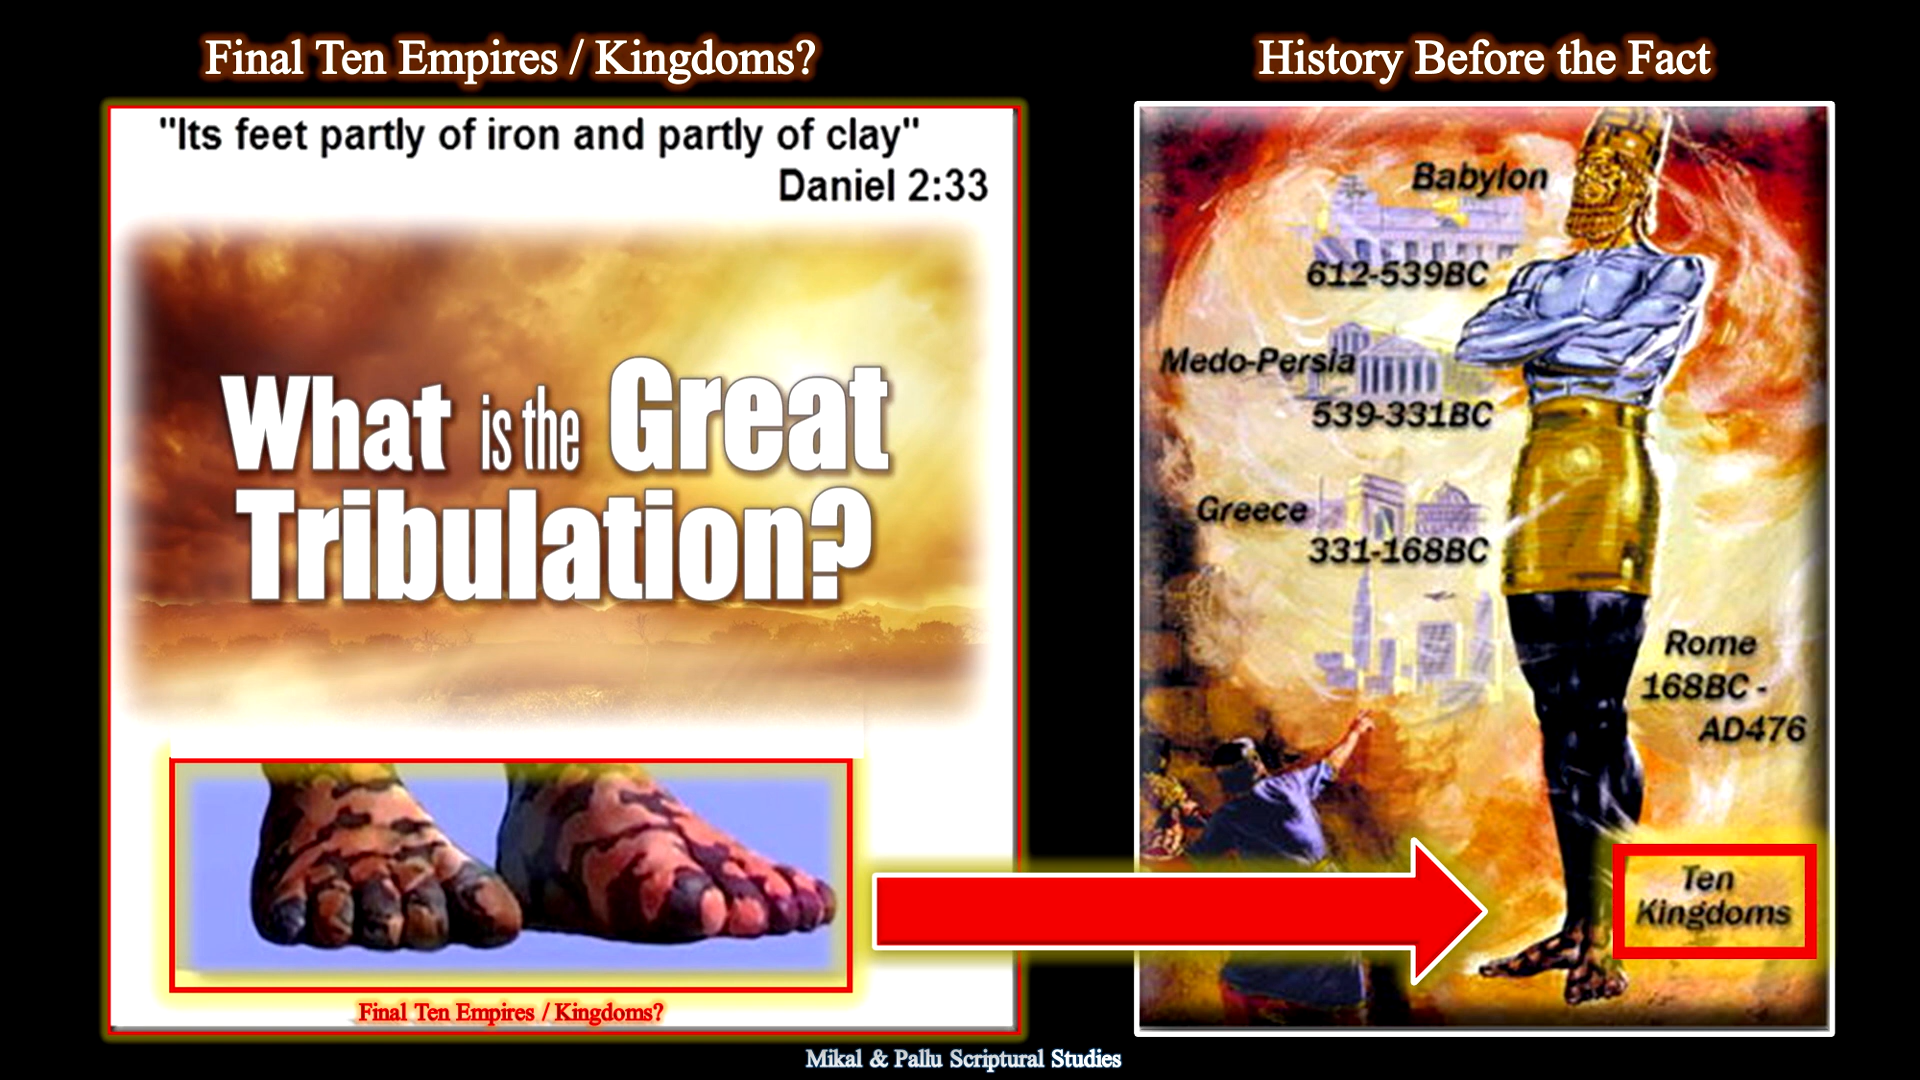 Final Ten Empires / Kingdoms?
"Its feet partly of iron and partly of clay"
Daniel 2:33
What is the Great
Tribulation?
Final Ten Empires / Kingdoms?
History Before the Fact
Babylon
612-539BC
Medo-Persia
539-331BC
Greece
331-168BC
Rome
168BC -
AD476
Ten
Kingdoms
Mikal & Pallu Scriptural Studies